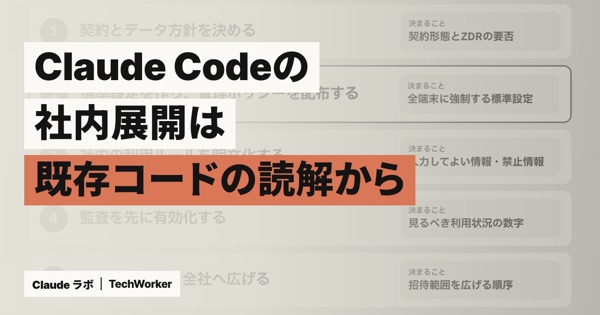 Claude Codeの
社内展開は
既存コードの読解から
Claude ラボ | TechWorker
1 契約とデータ方針を決める
決まること
契約形態とZDRの要否
を配布する
決まること
全端末に強制する標準設定
決まること
入力してよい情報・禁止情報
4 監査を先に有効化する
決まること
見るべき利用状況の数字
全社へ広げる
決まること
招待範囲を広げる順序